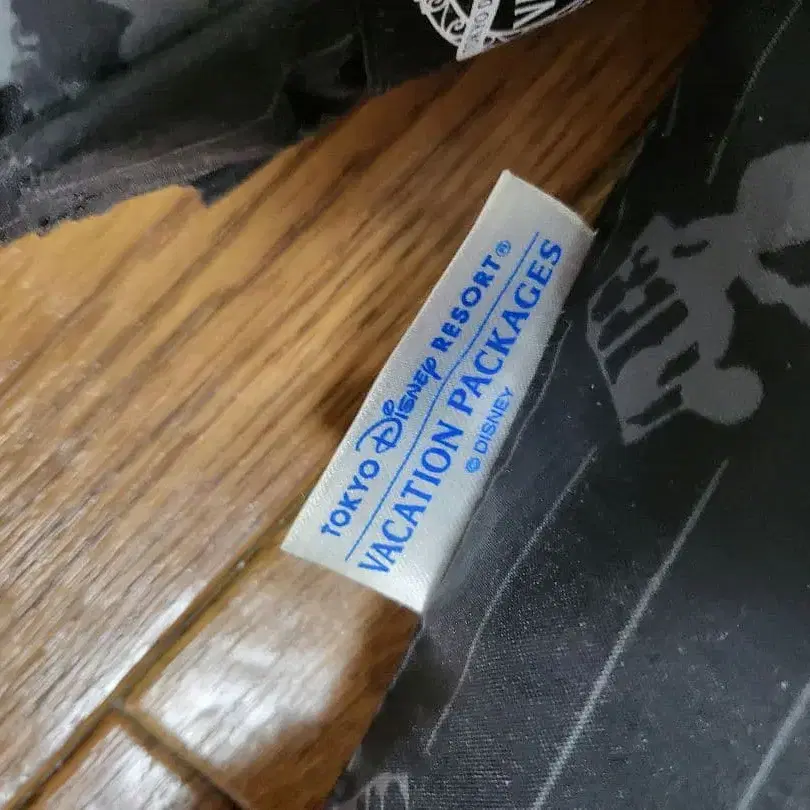 TOKYO DISNEY RESORT®
VACATION PACKAGES
© DISNEY